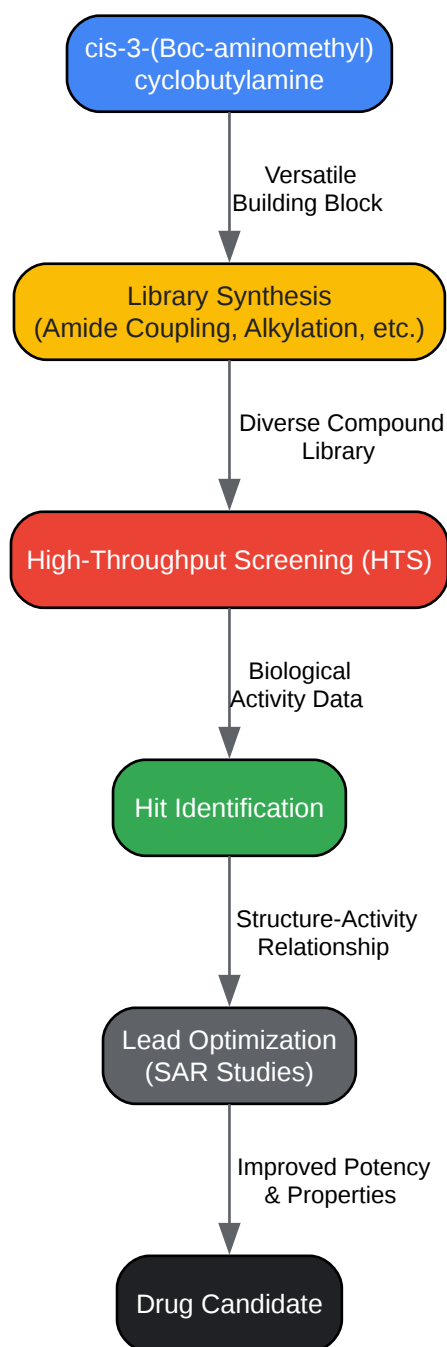 cis-3-(Boc-aminomethyl)
cyclobutylamine
Versatile
Building Block
Library Synthesis
(Amide Coupling, Alkylation, etc.)
Diverse Compound
Library
High-Throughput Screening (HTS)
Biological
Activity Data
Hit Identification
Structure-Activity
Relationship
Lead Optimization
(SAR Studies)
Improved Potency
& Properties
Drug Candidate